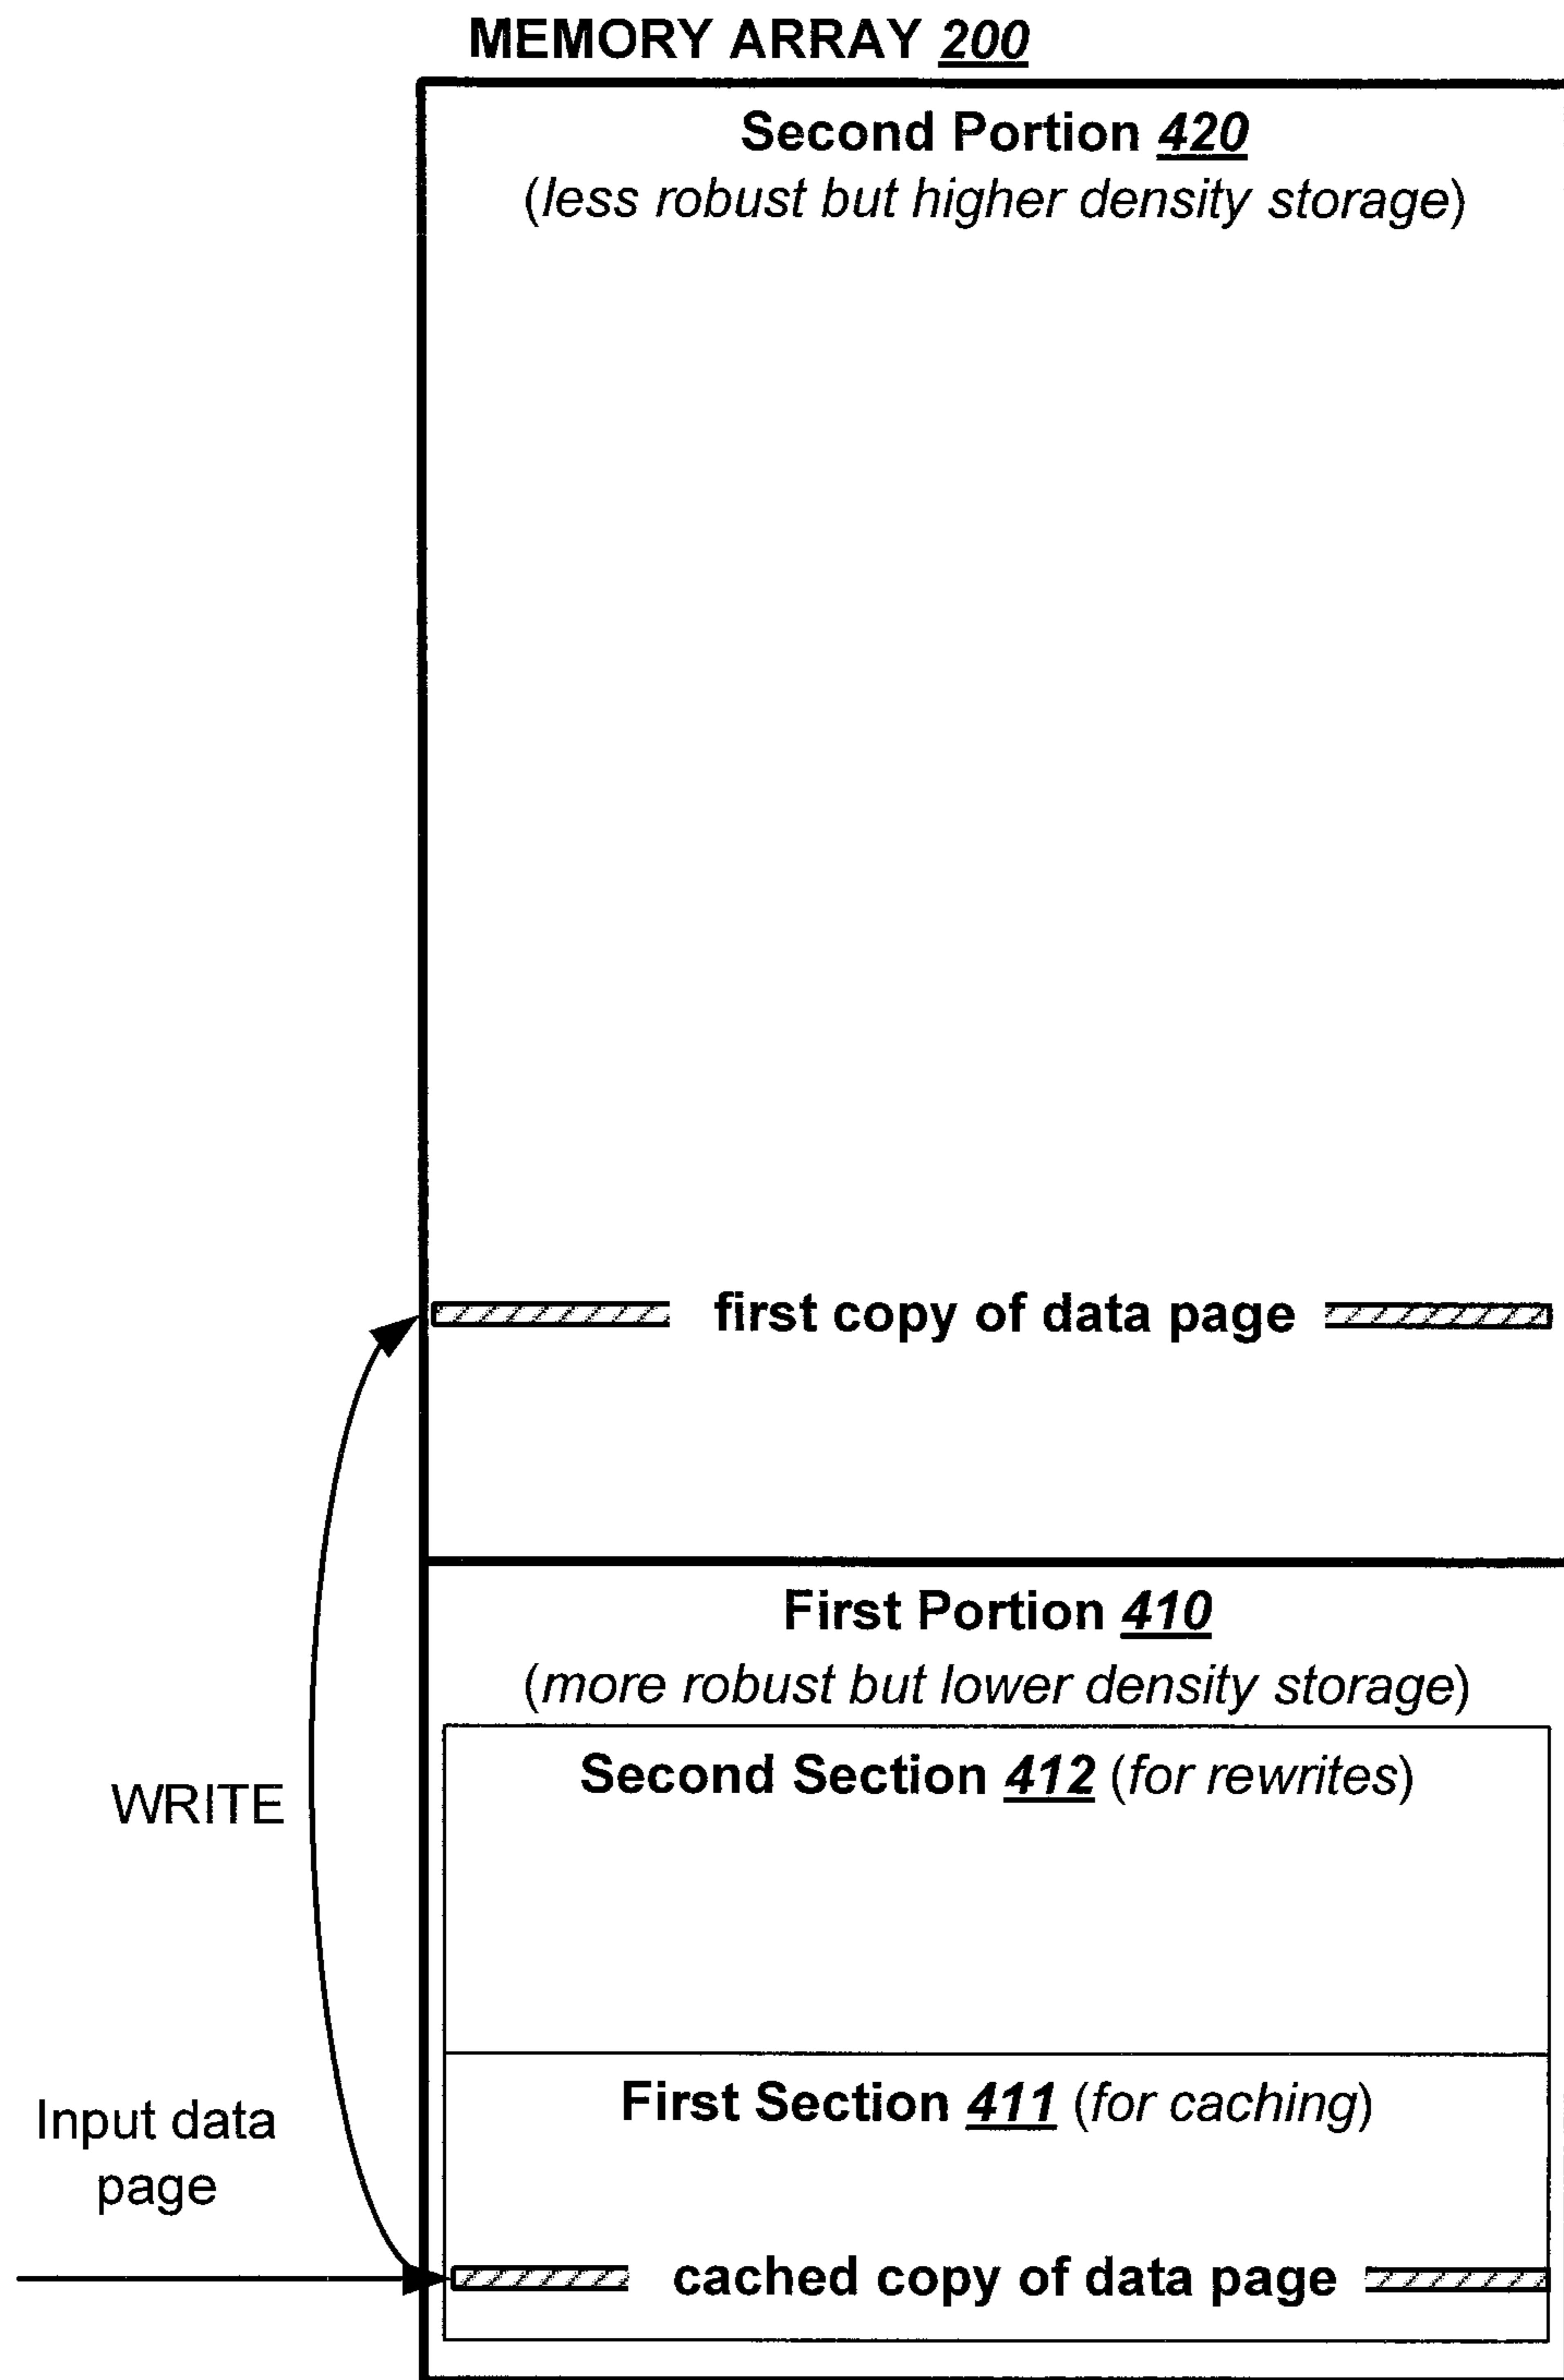 MEMORY ARRAY 200
Second Portion 420
(less robust but higher density storage)
first copy of data page
First Portion 410
(more robust but lower density storage)
Second Section 412 (for rewrites)
WRITE
First Section 411 (for caching)
Input data
page
cached copy of data page